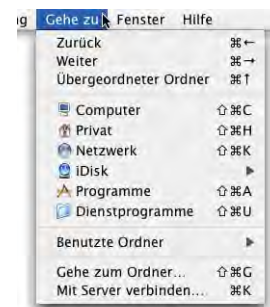 g Gehe zu Fenster Hilfe
Zurück ⌘←
Weiter ⌘→
Übergeordneter Ordner ⌘↑
Computer ⇧⌘C
Privat ⇧⌘H
Netzwerk ⇧⌘K
iDisk ▶
Programme ⇧⌘A
Dienstprogramme ⇧⌘U
Benutzte Ordner ▶
Gehe zum Ordner... ⇧⌘G
Mit Server verbinden... ⌘K